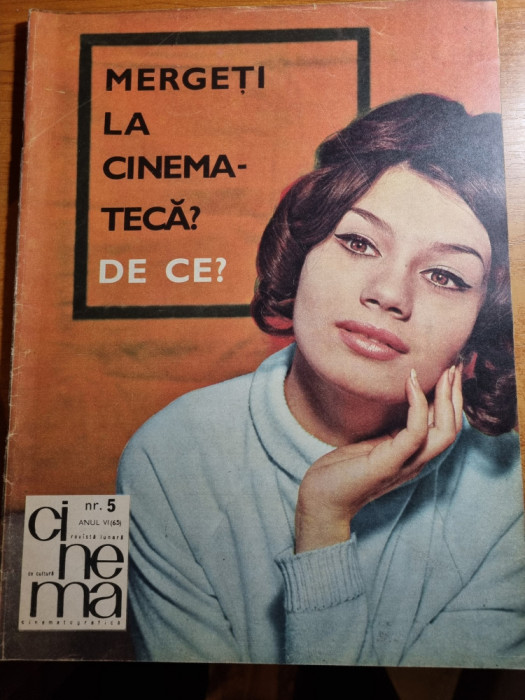 MERGEȚI
LA
CINEMA-
TECĂ?
DE CE?
nr. 5
ANUL VI (65)
revistă lunară
ci
ne
ma
de cultură
cinematografică